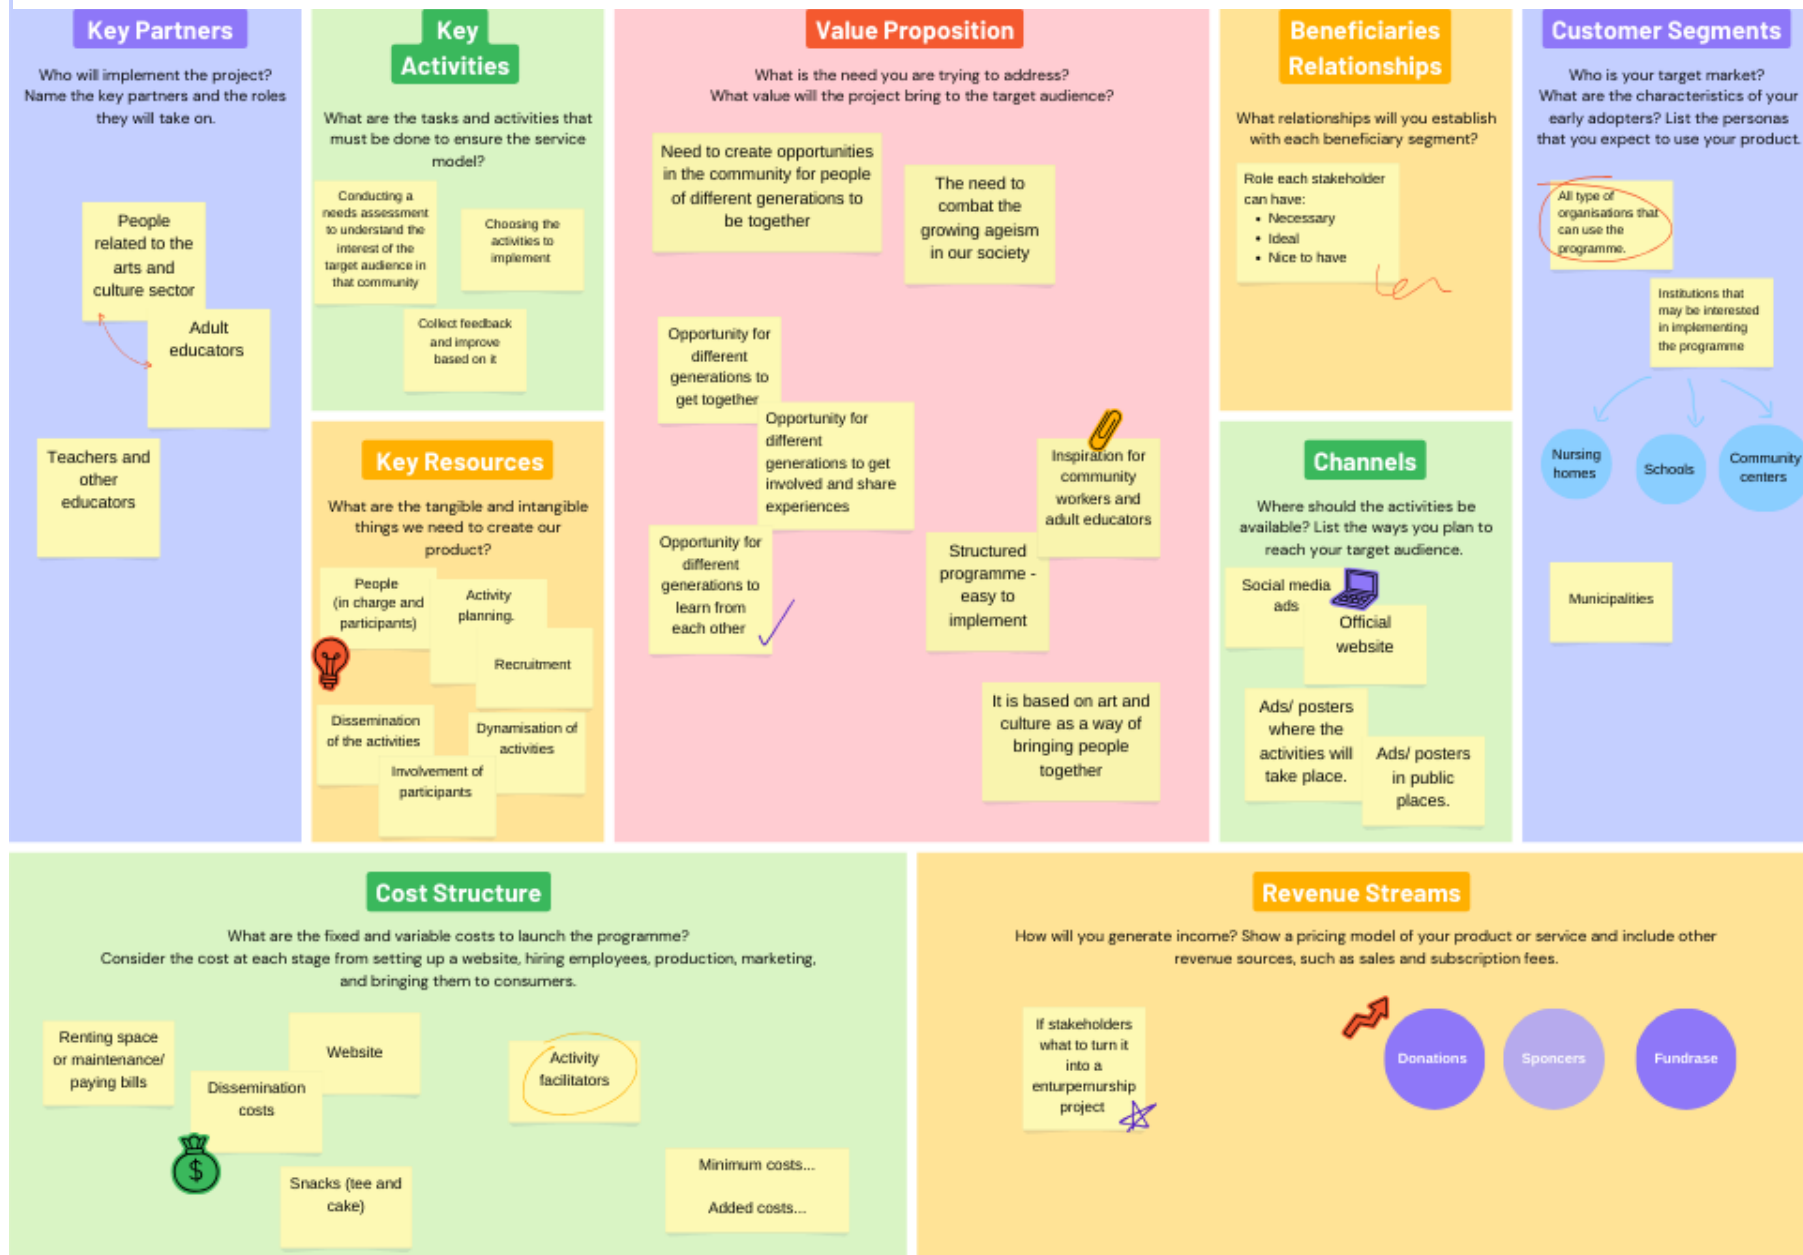 Key Partners
Who will implement the project?
Name the key partners and the roles
they will take on.
People
related to the
arts and
culture sector
Adult
educators
Teachers and
other
educators
Key
Activities
What are the tasks and activities that
must be done to ensure the service
model?
Conducting a
needs assessment
to understand the
interest of the
target audience in
that community
Choosing the
activities to
implement
Collect feedback
and improve
based on it
Key Resources
What are the tangible and intangible
things we need to create our
product?
People
(in charge and
participants)
Activity
planning.
Recruitment
Dissemination
of the activities
Dynamisation of
activities
Involvement of
participants
Value Proposition
What is the need you are trying to address?
What value will the project bring to the target audience?
Need to create opportunities
in the community for people
of different generations to
be together
The need to
combat the
growing ageism
in our society
Opportunity for
different
generations to
get together
Opportunity for
different
generations to get
involved and share
experiences
Opportunity for
different
generations to
learn from
each other
Inspiration for
community
workers and
adult educators
Structured
programme -
easy to
implement
It is based on art and
culture as a way of
bringing people
together
Beneficiaries
Relationships
What relationships will you establish
with each beneficiary segment?
Role each stakeholder
can have:
• Necessary
• Ideal
• Nice to have
Channels
Where should the activities be
available? List the ways you plan to
reach your target audience.
Social media
ads
Official
website
Ads/ posters
where the
activities will
take place.
Ads/ posters
in public
places.
Customer Segments
Who is your target market?
What are the characteristics of your
early adopters? List the personas
that you expect to use your product.
All type of
organisations that
can use the
programme.
Institutions that
may be interested
in implementing
the programme
Nursing
homes
Schools
Community
centers
Municipalities
Cost Structure
What are the fixed and variable costs to launch the programme?
Consider the cost at each stage from setting up a website, hiring employees, production, marketing,
and bringing them to consumers.
Renting space
or maintenance/
paying bills
Website
Dissemination
costs
$
Snacks (tee and
cake)
Activity
facilitators
Minimum costs...
Added costs...
Revenue Streams
How will you generate income? Show a pricing model of your product or service and include other
revenue sources, such as sales and subscription fees.
If stakeholders
what to turn it
into a
enturpernurship
project
Donations
Sponcers
Fundrase